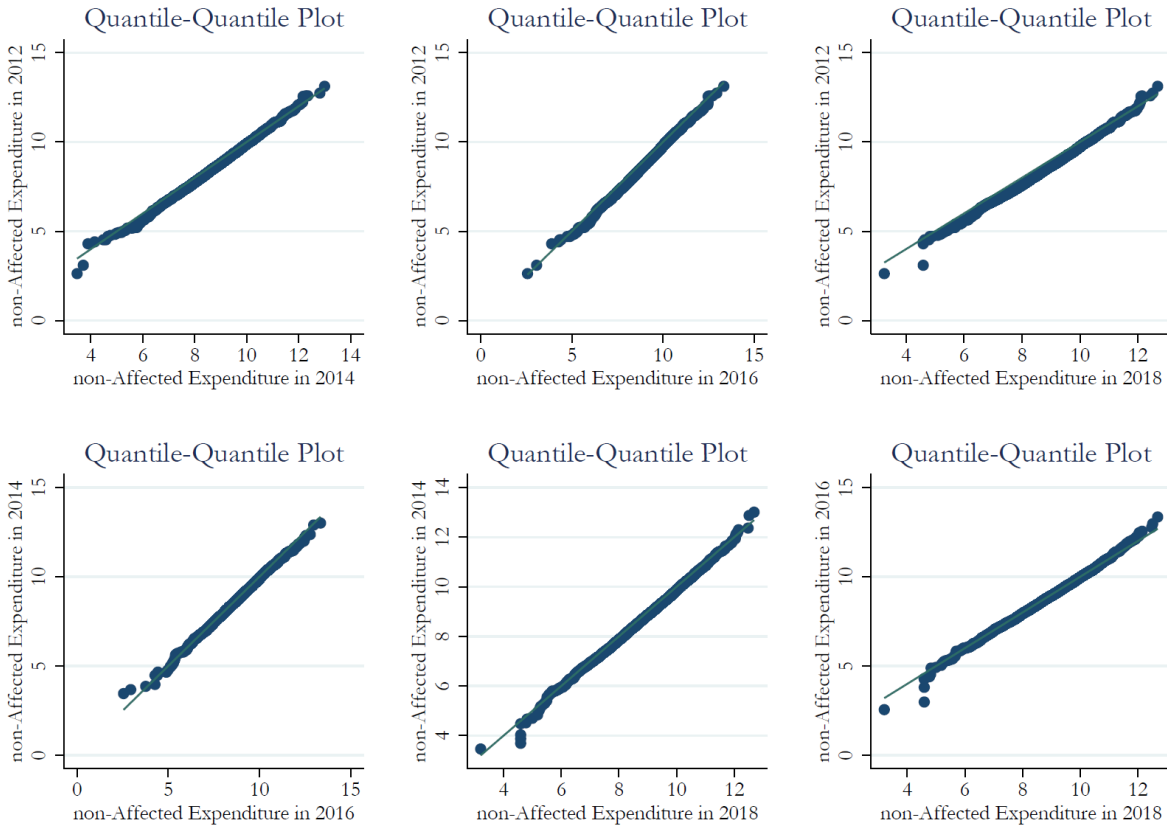 Quantile-Quantile Plot
non-Affected Expenditure in 2012
15
10
5
0
4 6 8 10 12 14
non-Affected Expenditure in 2014
Quantile-Quantile Plot
non-Affected Expenditure in 2012
15
10
5
0
0 5 10 15
non-Affected Expenditure in 2016
Quantile-Quantile Plot
non-Affected Expenditure in 2012
15
10
5
0
4 6 8 10 12
non-Affected Expenditure in 2018
Quantile-Quantile Plot
non-Affected Expenditure in 2014
15
10
5
0
0 5 10 15
non-Affected Expenditure in 2016
Quantile-Quantile Plot
non-Affected Expenditure in 2014
14
12
10
8
6
4
4 6 8 10 12
non-Affected Expenditure in 2018
Quantile-Quantile Plot
non-Affected Expenditure in 2016
15
10
5
0
4 6 8 10 12
non-Affected Expenditure in 2018